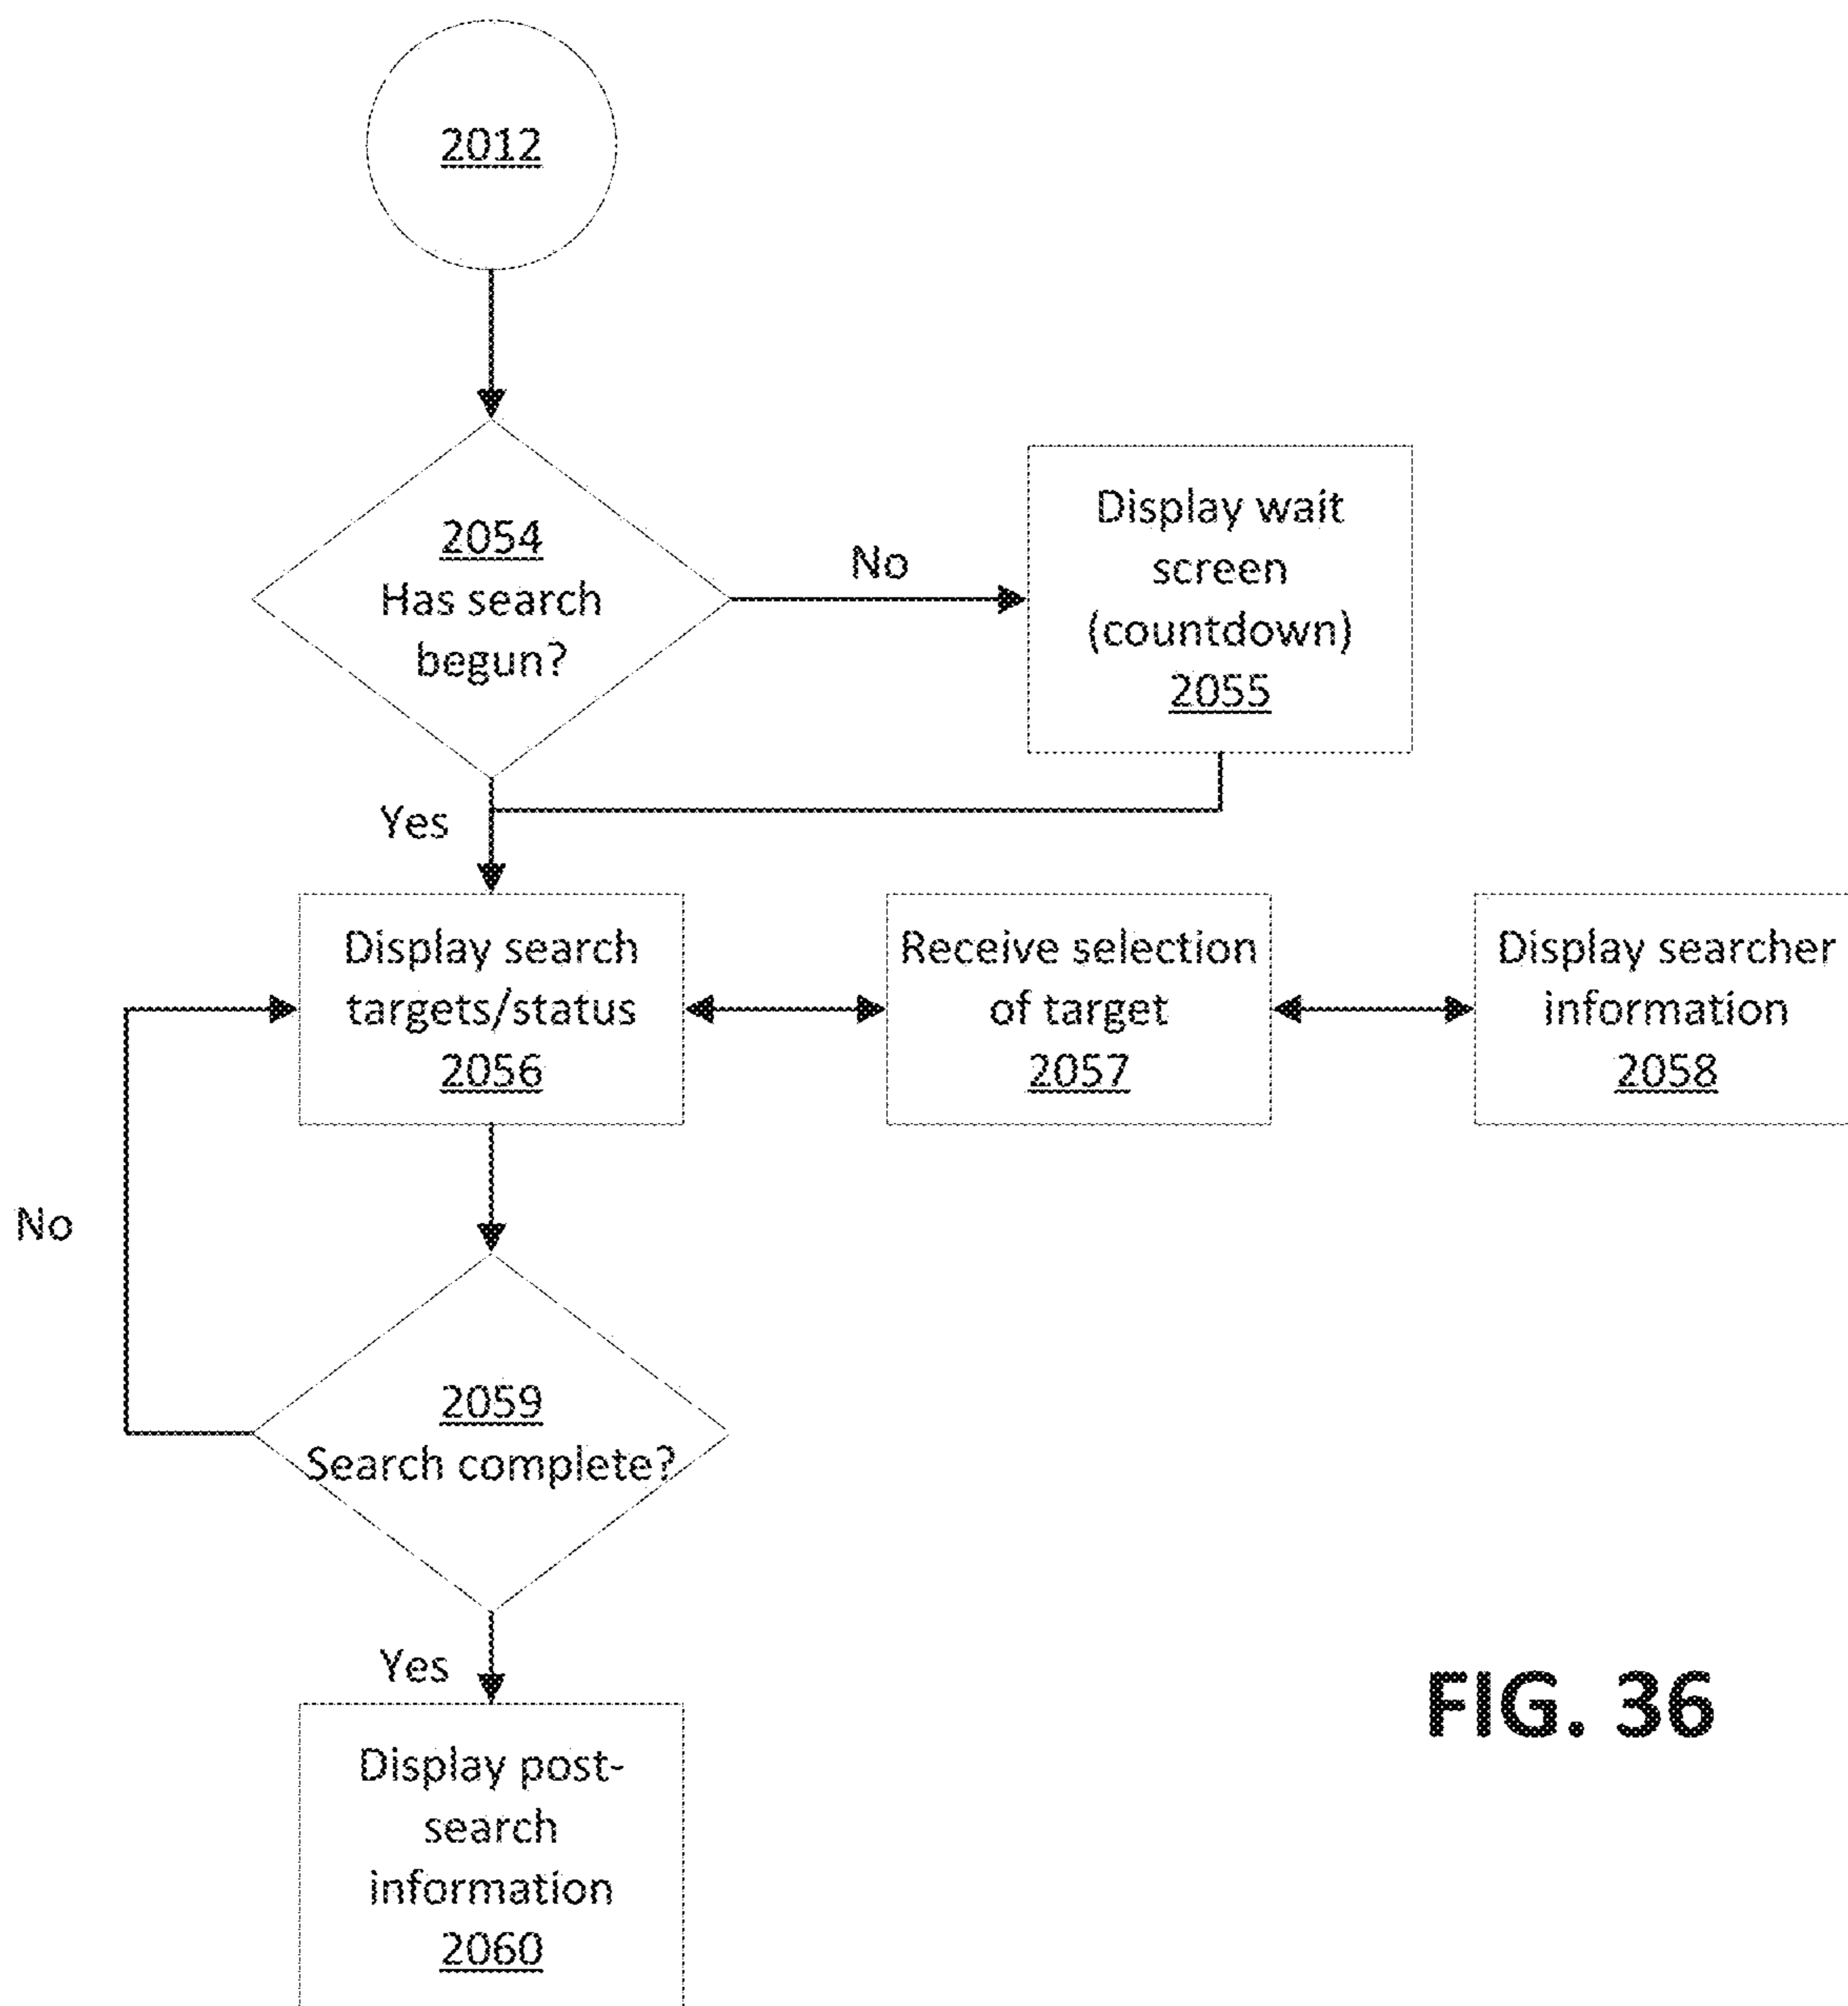 2012
2054
Has search
begun?
No
Display wait
screen
(countdown)
2055
Yes
Display search
targets/status
2056
Receive selection
of target
2057
Display searcher
information
2058
No
2059
Search complete?
Yes
Display post-
search
information
2060
FIG. 36